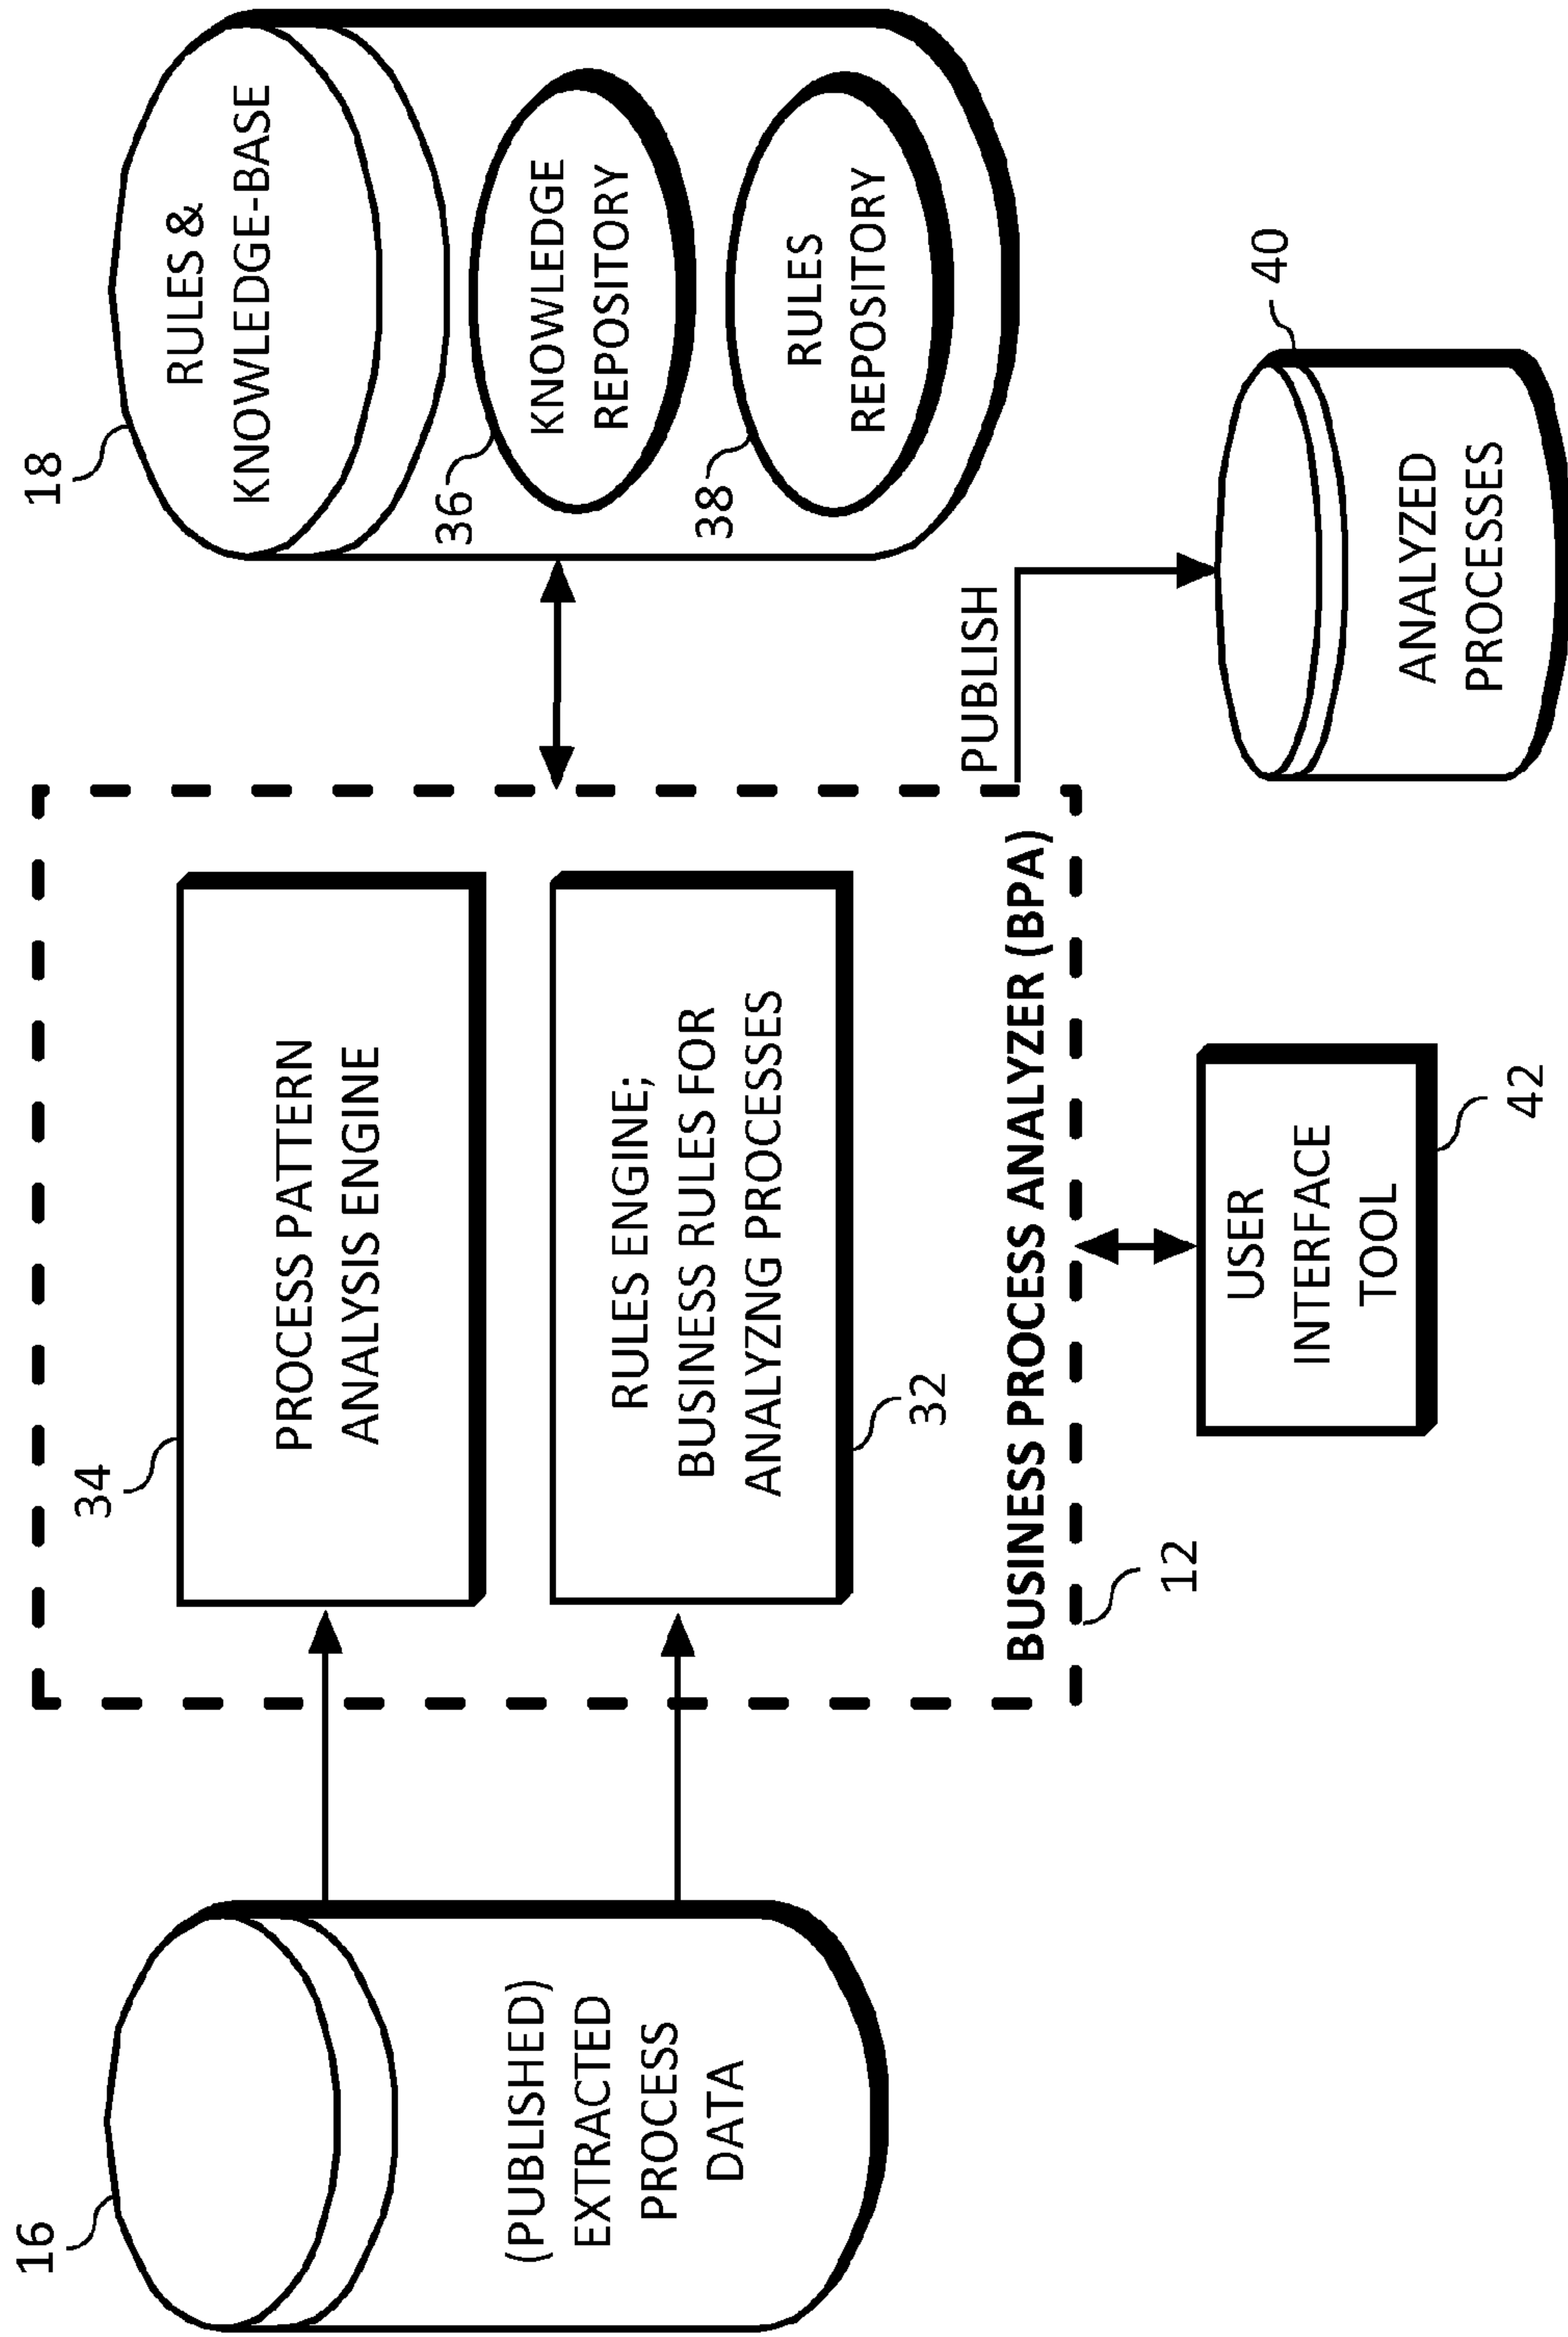 16
(PUBLISHED)
EXTRACTED
PROCESS
DATA
34
PROCESS PATTERN
ANALYSIS ENGINE
RULES ENGINE;
BUSINESS RULES FOR
ANALYZNG PROCESSES
32
BUSINESS PROCESS ANALYZER (BPA)
12
USER
INTERFACE
TOOL
42
18
RULES &
KNOWLEDGE-BASE
36
KNOWLEDGE
REPOSITORY
38
RULES
REPOSITORY
PUBLISH
40
ANALYZED
PROCESSES